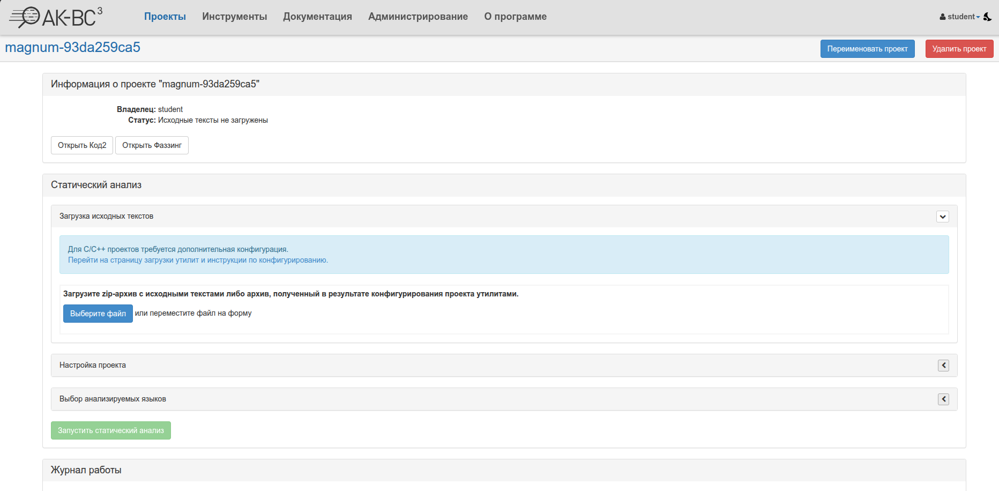 АК-ВС 3
Проекты Инструменты Документация Администрирование О программе
student
magnum-93da259ca5
Переименовать проект
Удалить проект
Информация о проекте "magnum-93da259ca5"
Владелец: student
Статус: Исходные тексты не загружены
Открыть Код2
Открыть Фаззинг
Статический анализ
Загрузка исходных текстов
Для C/C++ проектов требуется дополнительная конфигурация.
Перейти на страницу загрузки утилит и инструкции по конфигурированию.
Загрузите zip-архив с исходными текстами либо архив, полученный в результате конфигурирования проекта утилитами.
Выберите файл или переместите файл на форму
Настройка проекта
Выбор анализируемых языков
Запустить статический анализ
Журнал работы